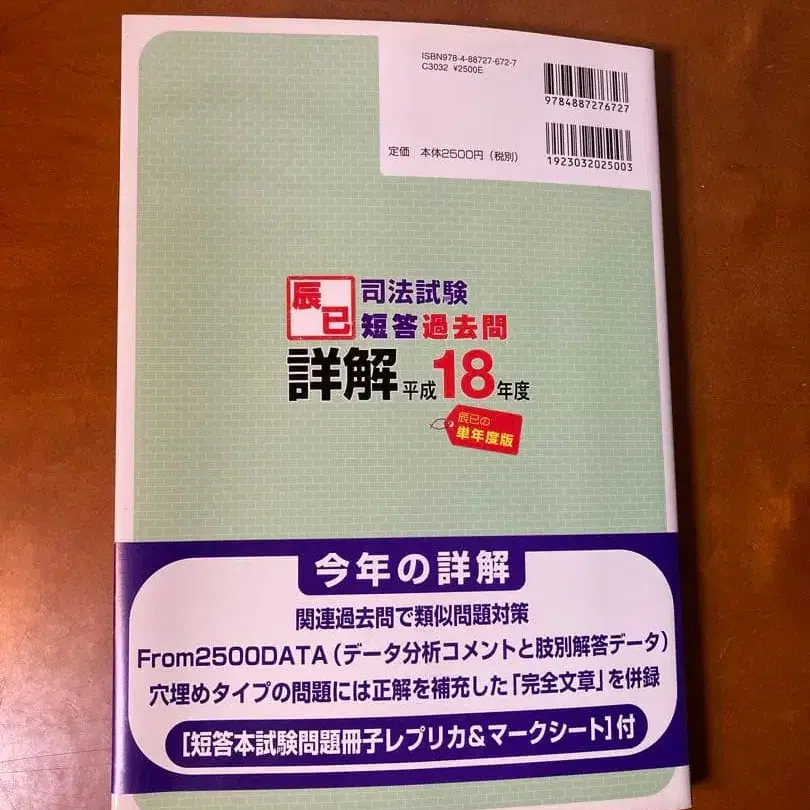 ISBN978-4-88727-672-7
C3032 ¥2500E
9784887276727
定価 本体2500円(税別)
1923032025003
辰已
司法試験
短答過去問
詳解 平成18年度
辰已の
単年度版
今年の詳解
関連過去問で類似問題対策
From2500DATA(データ分析コメントと肢別解答データ)
穴埋めタイプの問題には正解を補充した「完全文章」を併録
[短答本試験問題冊子レプリカ&マークシート]付